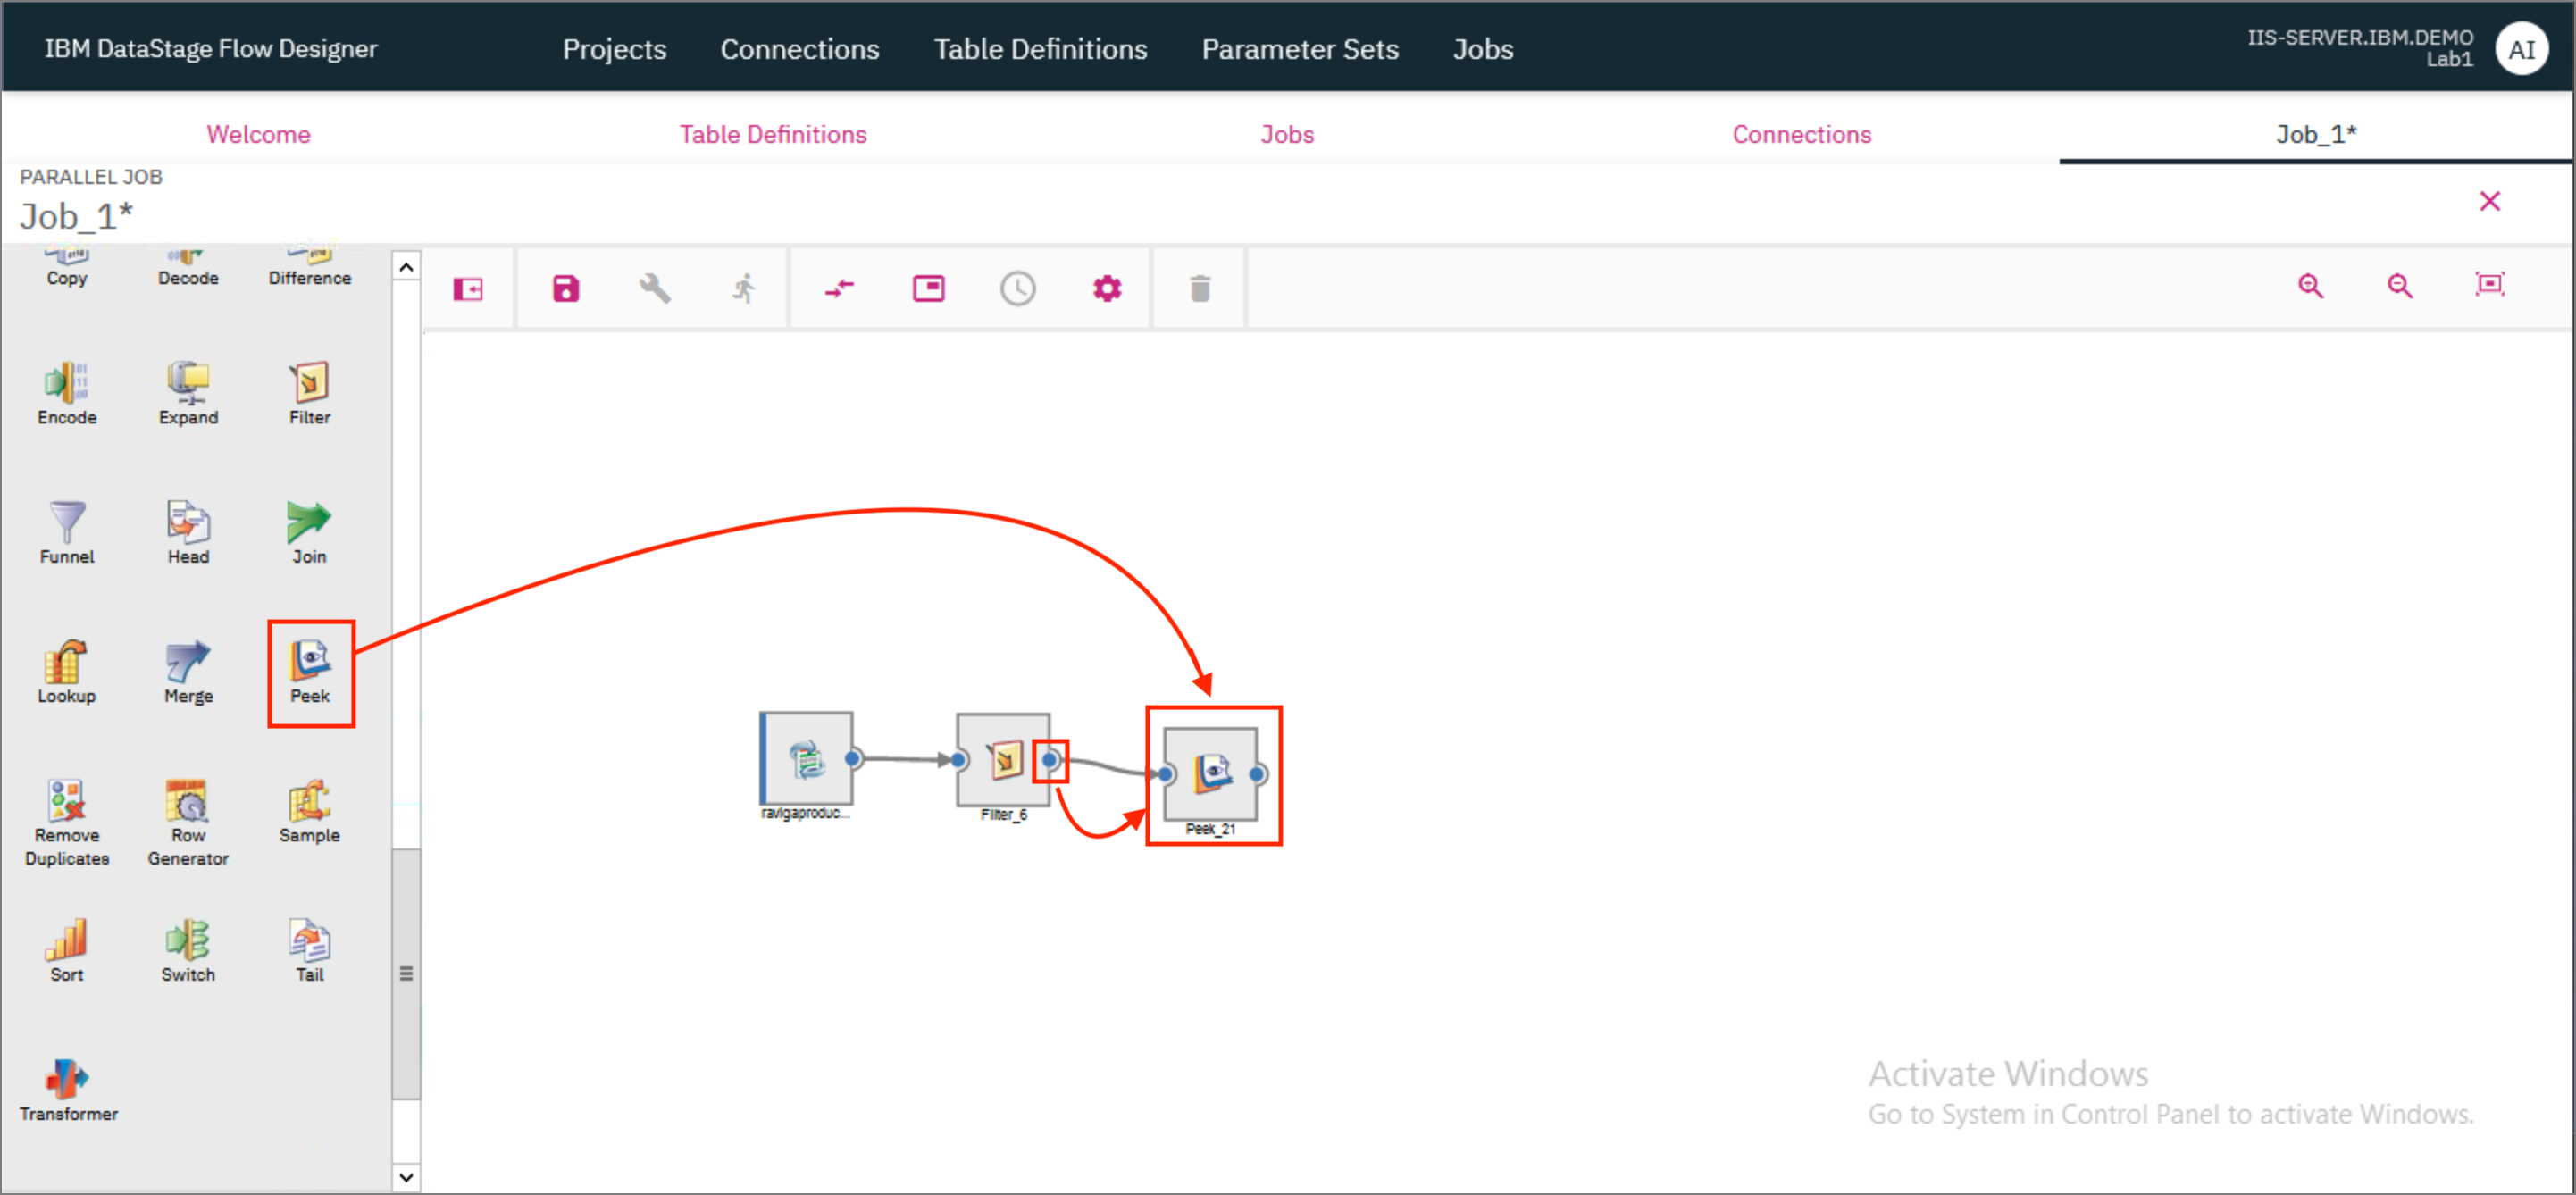 IBM DataStage Flow Designer
Projects
Connections
Table Definitions
Parameter Sets
Jobs
IIS-SERVER.IBM.DEMO
Lab1
AI
Welcome
Table Definitions
Jobs
Connections
Job_1*
PARALLEL JOB
Job_1*
Copy
Decode
Difference
Encode
Expand
Filter
Funnel
Head
Join
Lookup
Merge
Peek
Remove
Duplicates
Row
Generator
Sample
Sort
Switch
Tail
Transformer
ravigaproduc...
Filter_6
Peek_21
Activate Windows
Go to System in Control Panel to activate Windows.